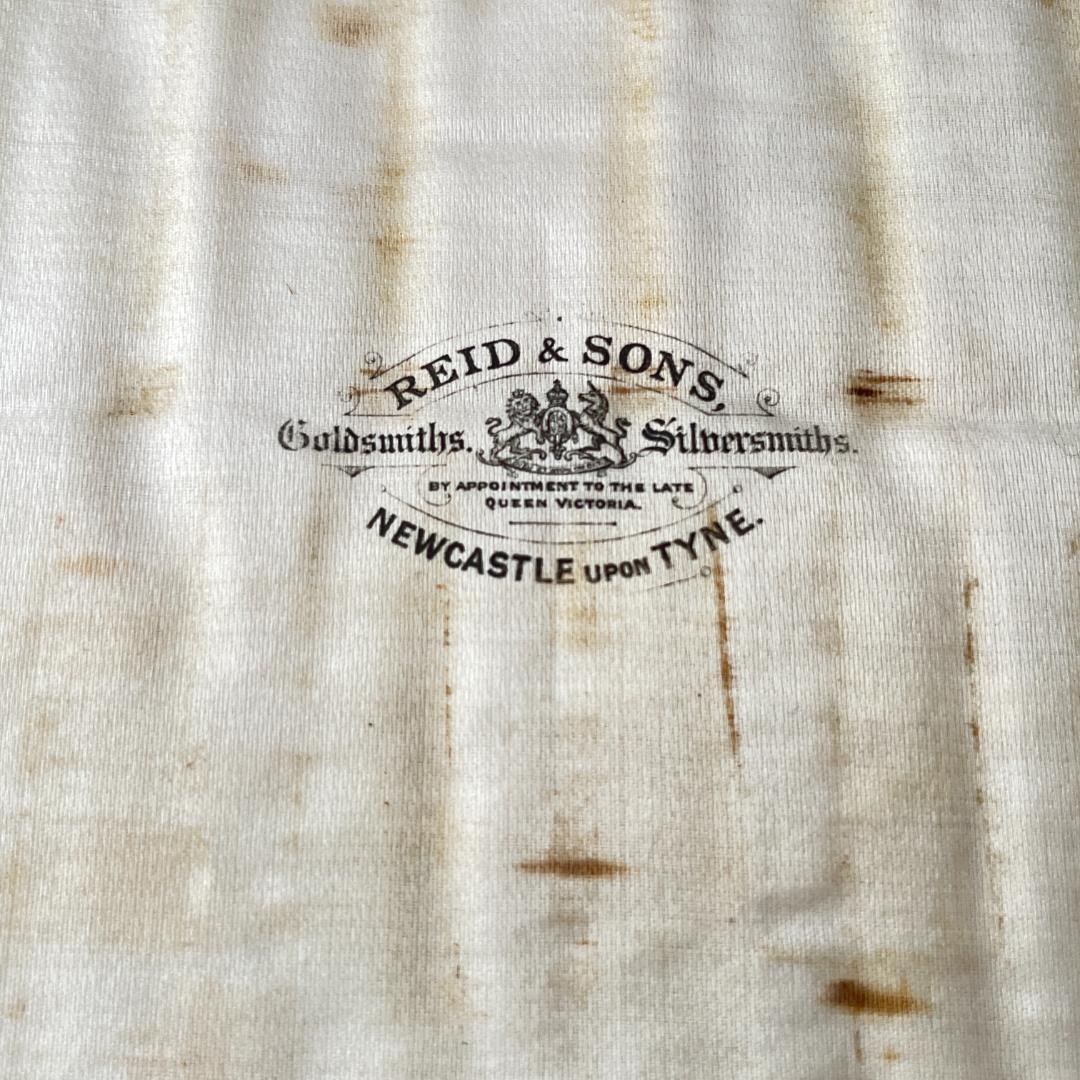 REID & SONS,
Goldsmiths. Silversmiths.
BY APPOINTMENT TO THE LATE
QUEEN VICTORIA.
NEWCASTLE UPON TYNE.